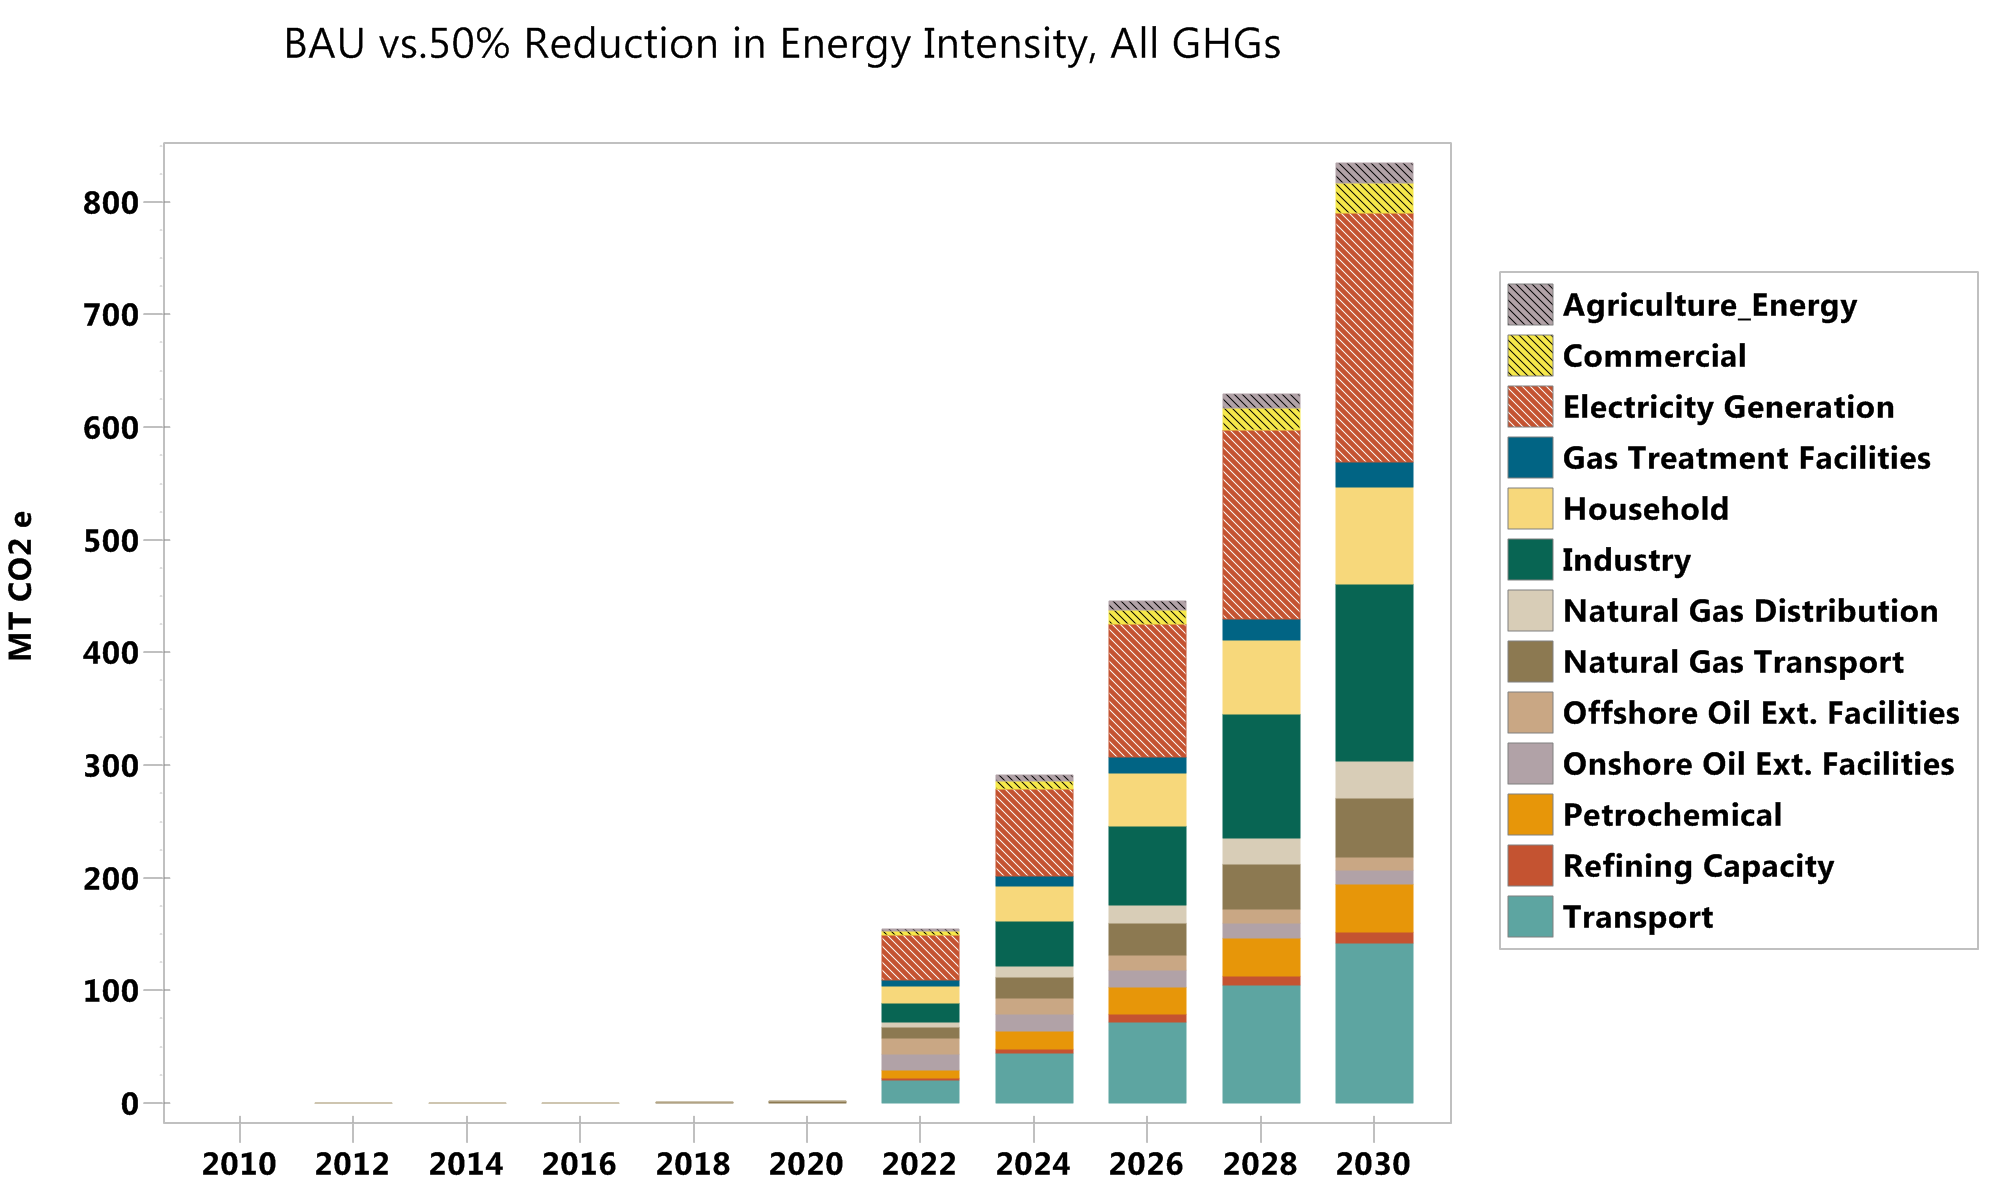 BAU vs.50% Reduction in Energy Intensity, All GHGs
MT CO2 e
800
700
600
500
400
300
200
100
0
2010 2012 2014 2016 2018 2020 2022 2024 2026 2028 2030
Agriculture_Energy
Commercial
Electricity Generation
Gas Treatment Facilities
Household
Industry
Natural Gas Distribution
Natural Gas Transport
Offshore Oil Ext. Facilities
Onshore Oil Ext. Facilities
Petrochemical
Refining Capacity
Transport